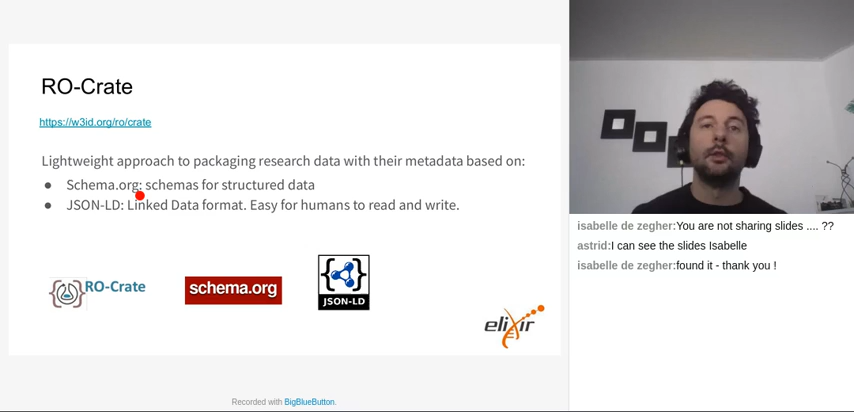 RO-Crate
https://w3id.org/ro/crate
Lightweight approach to packaging research data with their metadata based on:
● Schema.org: schemas for structured data
● JSON-LD: Linked Data format. Easy for humans to read and write.
RO-Crate
schema.org
JSON-LD
elixir
Recorded with BigBlueButton.
isabelle de zegher:You are not sharing slides .... ??
astrid:I can see the slides Isabelle
isabelle de zegher:found it - thank you !